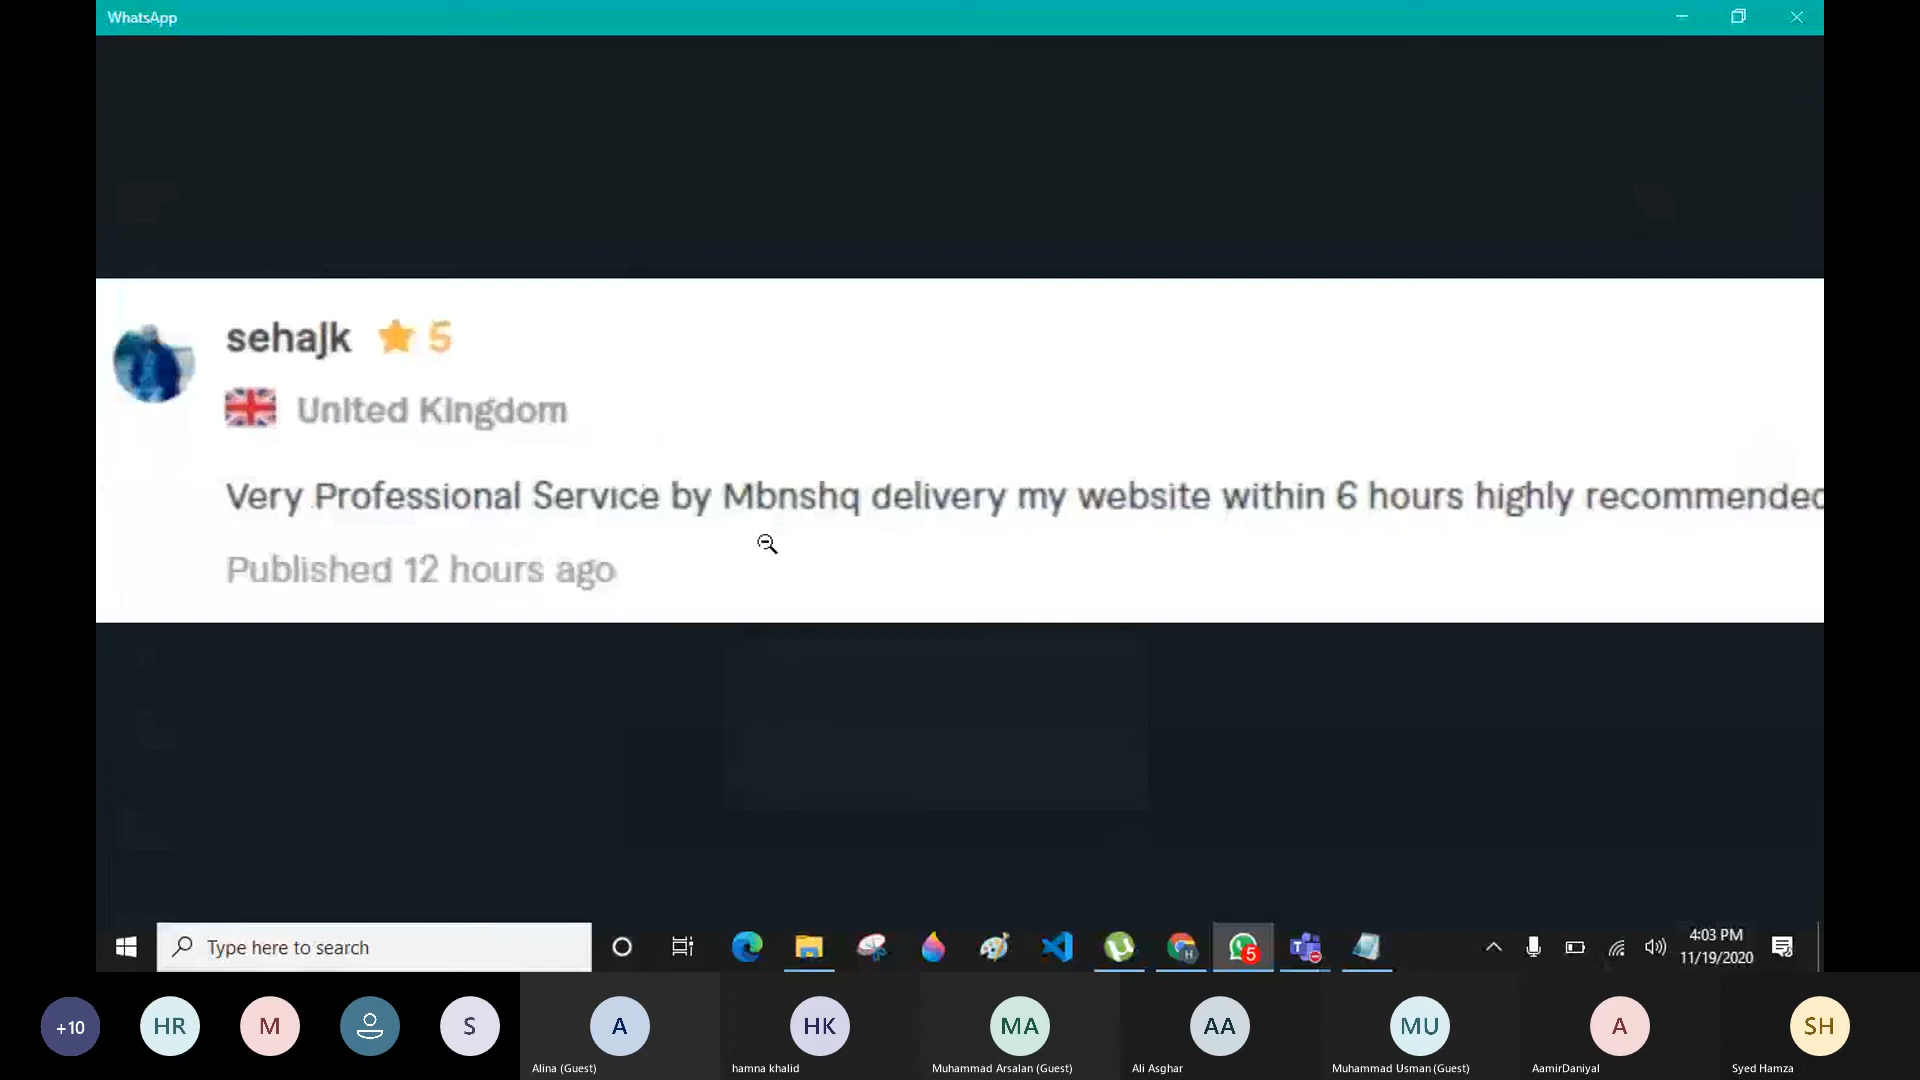 WhatsApp
sehajk 5
United Kingdom
Very Professional Service by Mbnshq delivery my website within 6 hours highly recommended
Published 12 hours ago
Type here to search
5
4:03 PM
11/19/2020
+10
HR
M
S
A
HK
MA
AA
MU
A
SH
Alina (Guest)
hamna khalid
Muhammad Arsalan (Guest)
Ali Asghar
Muhammad Usman (Guest)
AamirDaniyal
Syed Hamza